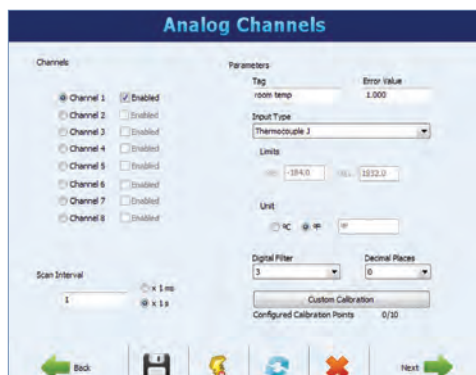 Analog Channels
Channels
Channel 1 Enabled
Channel 2 Enabled
Channel 3 Enabled
Channel 4 Enabled
Channel 5 Enabled
Channel 6 Enabled
Channel 7 Enabled
Channel 8 Enabled
Scan Interval
1
x 1 ms
x 1 s
Parameters
Tag Error Value
room temp 1.000
Input Type
Thermocouple J
Limits
-184.0 1832.0
Unit
ºC ºF ºF
Digital Filter Decimal Places
3 0
Custom Calibration
Configured Calibration Points 0/10
Back Next